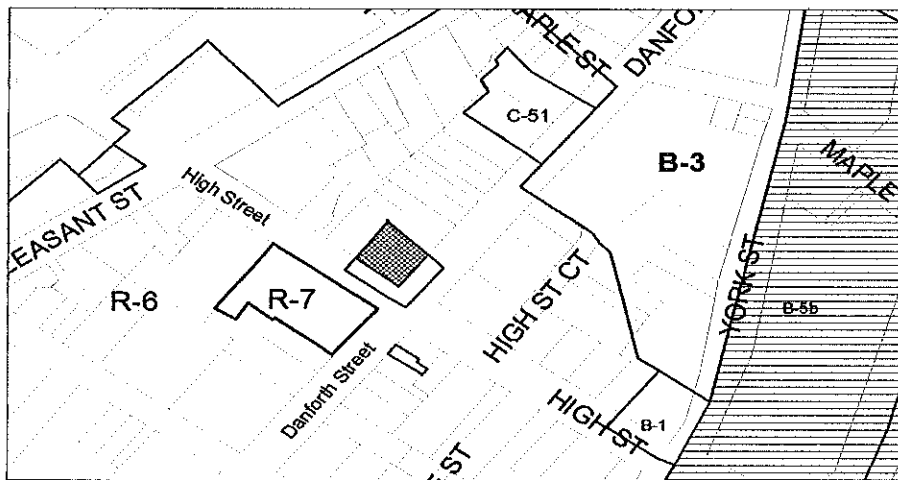 MAPLE ST
DANFO
C-51
B-3
MAPLE
High Street
LEASANT ST
YORK ST
R-6
R-7
HIGH ST CT
B-5b
Danforth Street
HIGH ST
B-1
ST